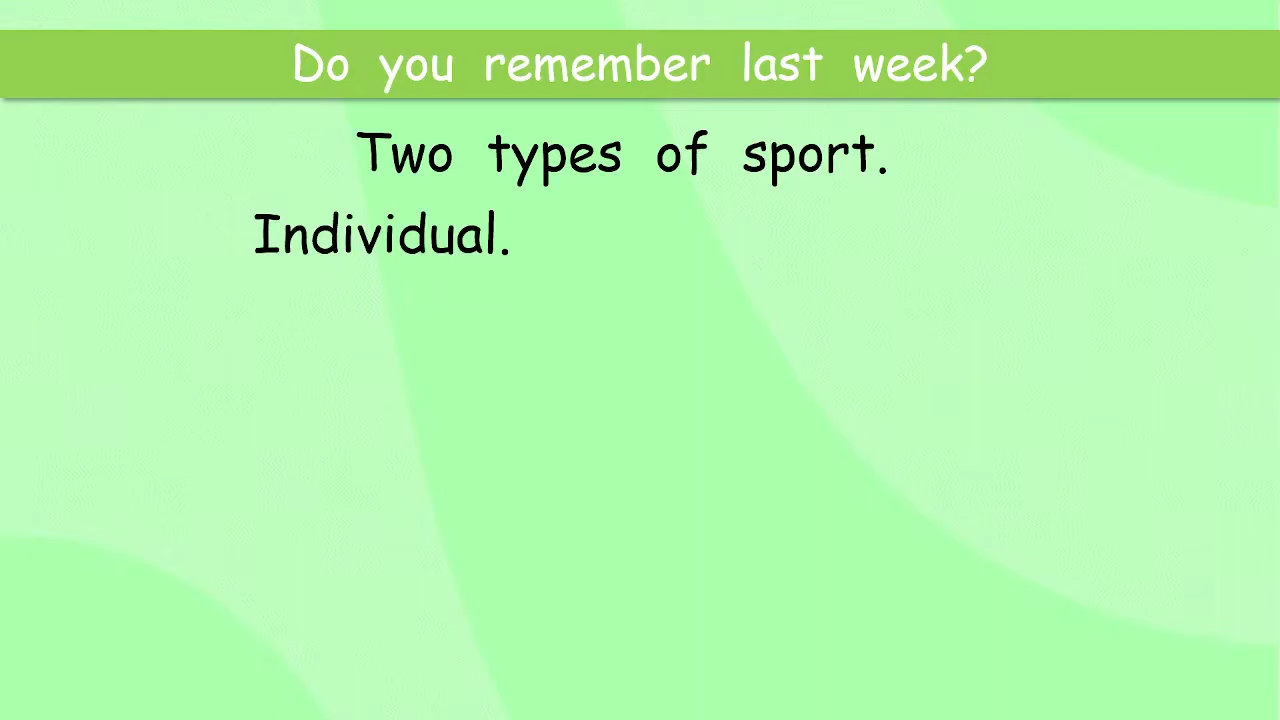 Do you remember last week?
Two types of sport.
Individual.